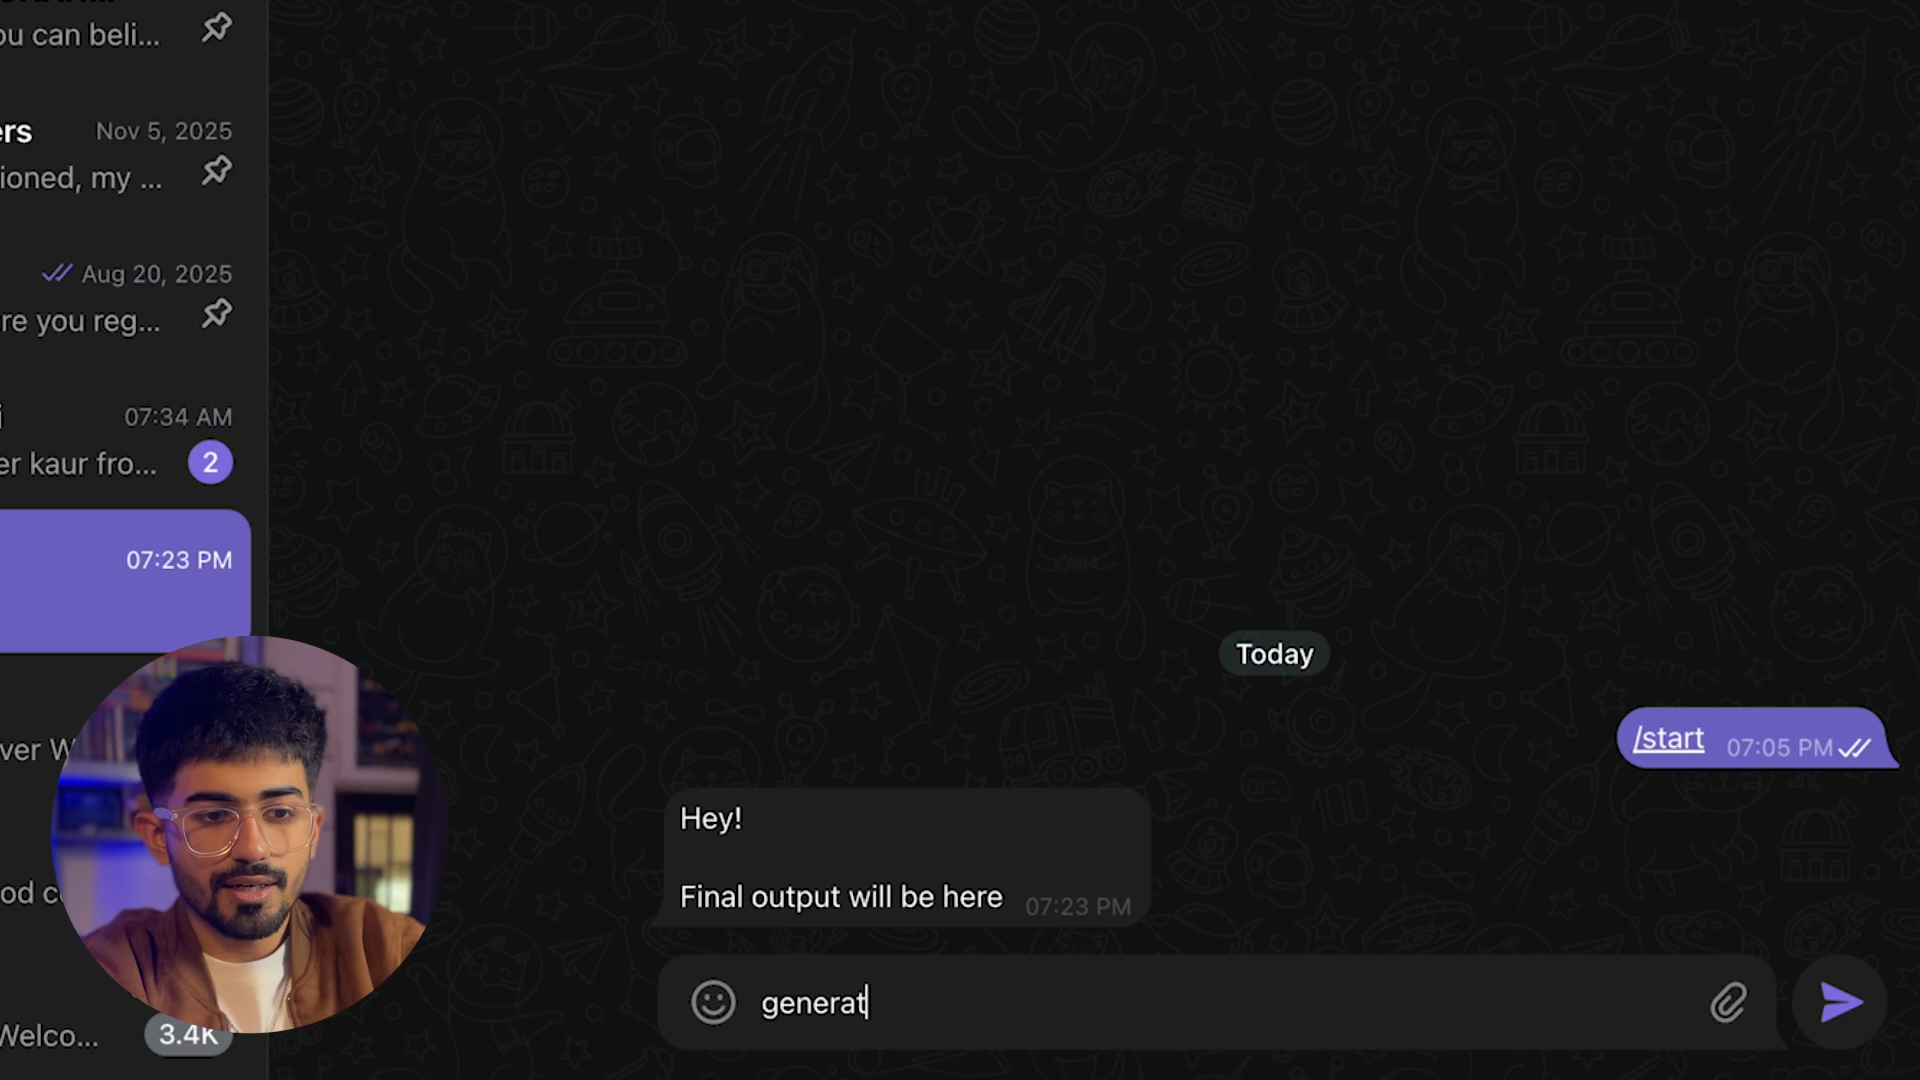 ou can beli...
ers Nov 5, 2025
ioned, my ...
Aug 20, 2025
re you reg...
07:34 AM
er kaur fro... 2
07:23 PM
Today
ver W
/start 07:05 PM
Hey!
Final output will be here 07:23 PM
od c
generat
Welco... 3.4K